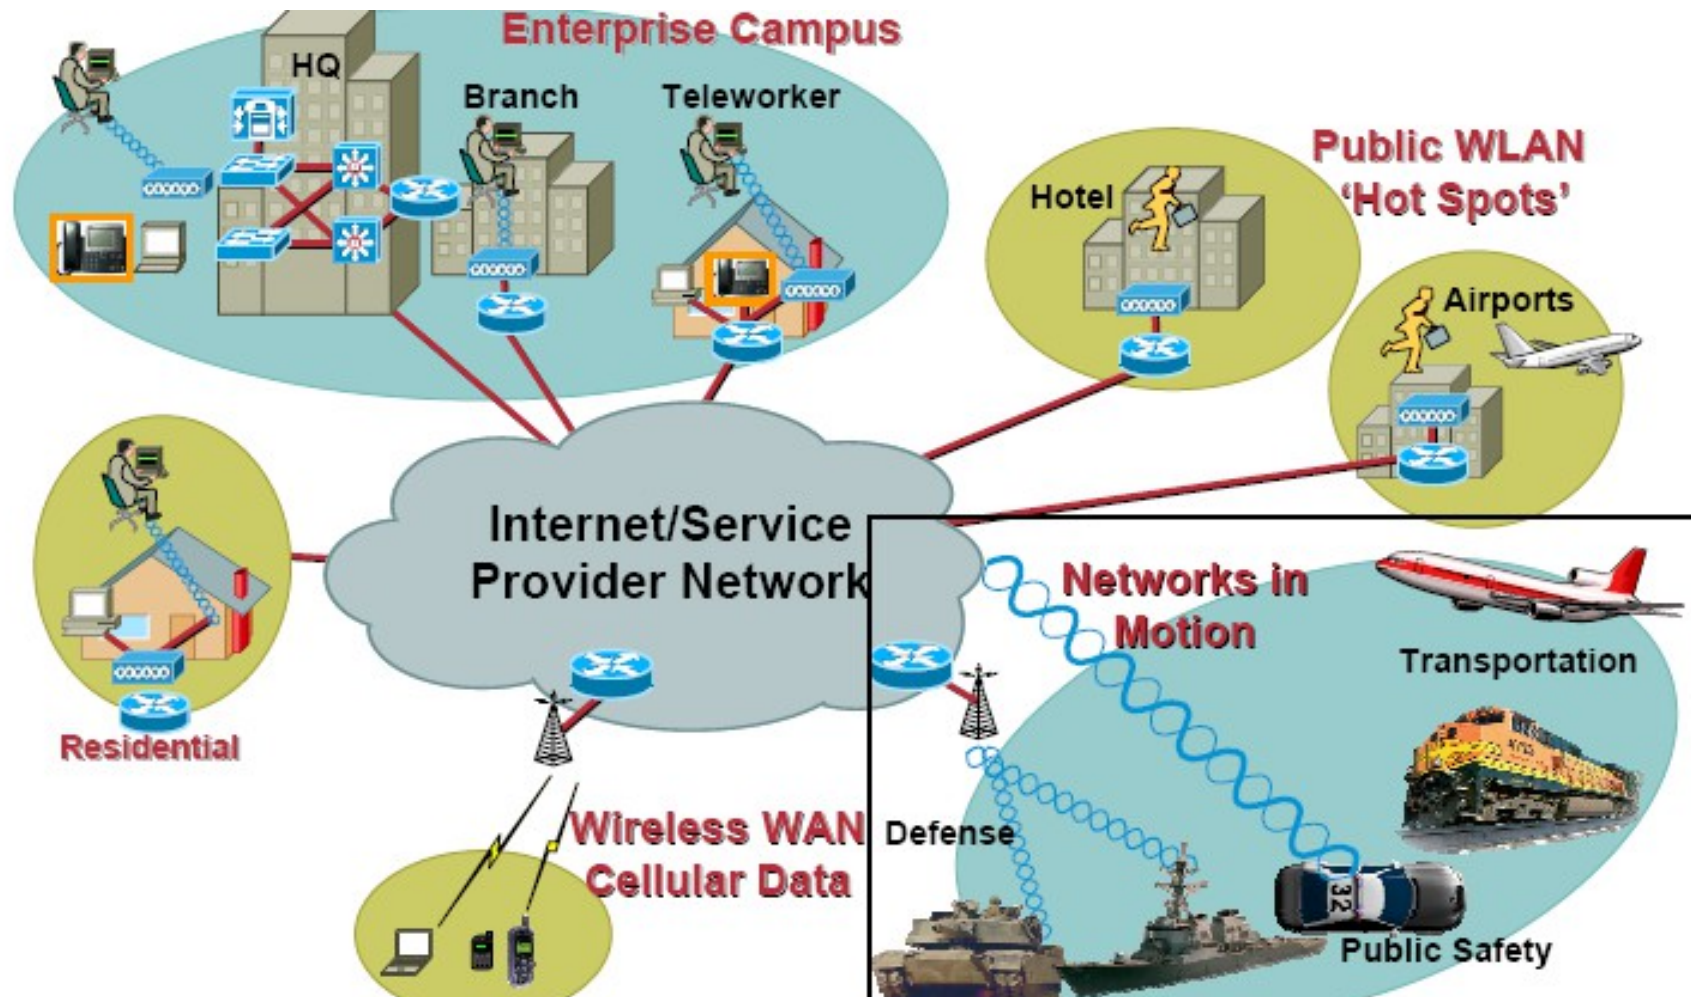 Enterprise Campus
HQ
Branch
Teleworker
Public WLAN
‘Hot Spots’
Hotel
Airports
Internet/Service
Provider Network
Networks in
Motion
Transportation
Residential
Wireless WAN
Cellular Data
Defense
32
Public Safety